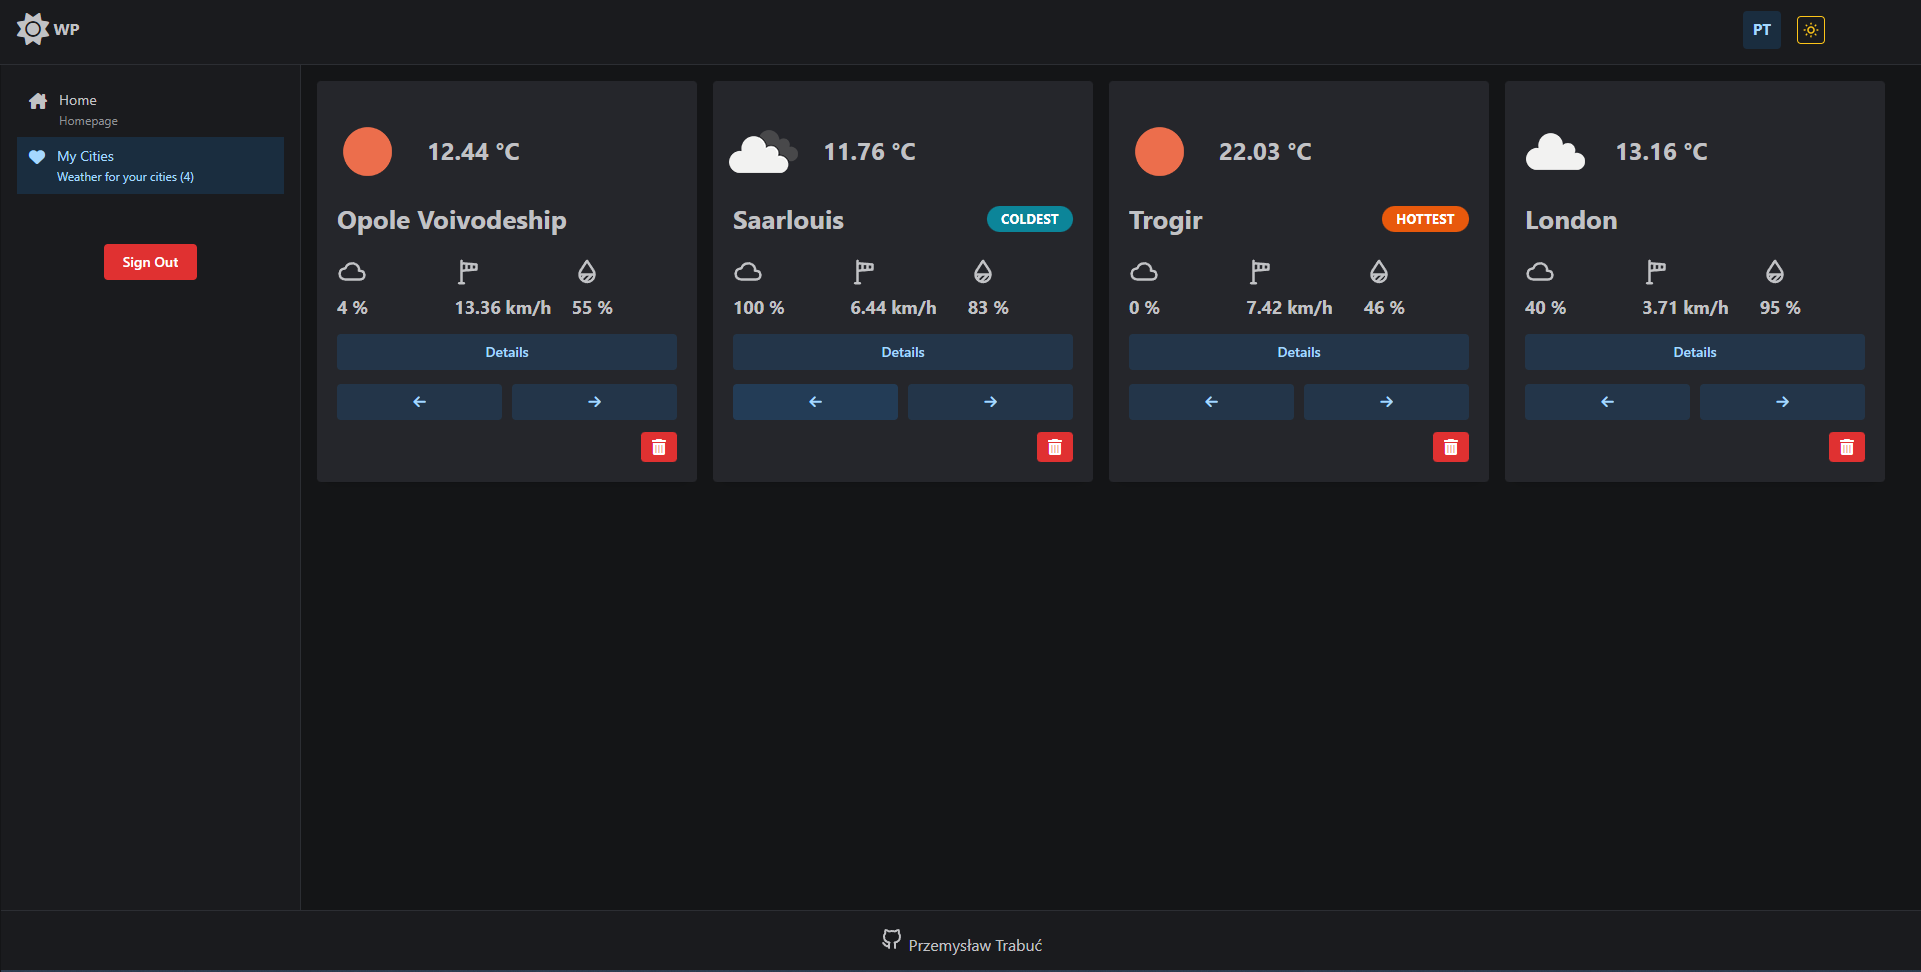 WP
PT
Home
Homepage
My Cities
Weather for your cities (4)
Sign Out
12.44 °C
Opole Voivodeship
4 %
13.36 km/h
55 %
Details
11.76 °C
Saarlouis
COLDEST
100 %
6.44 km/h
83 %
Details
22.03 °C
Trogir
HOTTEST
0 %
7.42 km/h
46 %
Details
13.16 °C
London
40 %
3.71 km/h
95 %
Details
Przemysław Trabuć